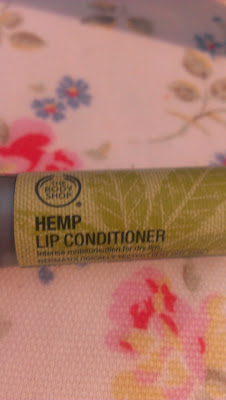 THE
BODY
SHOP®
HEMP
LIP CONDITIONER
Intense moisturisation for dry lips